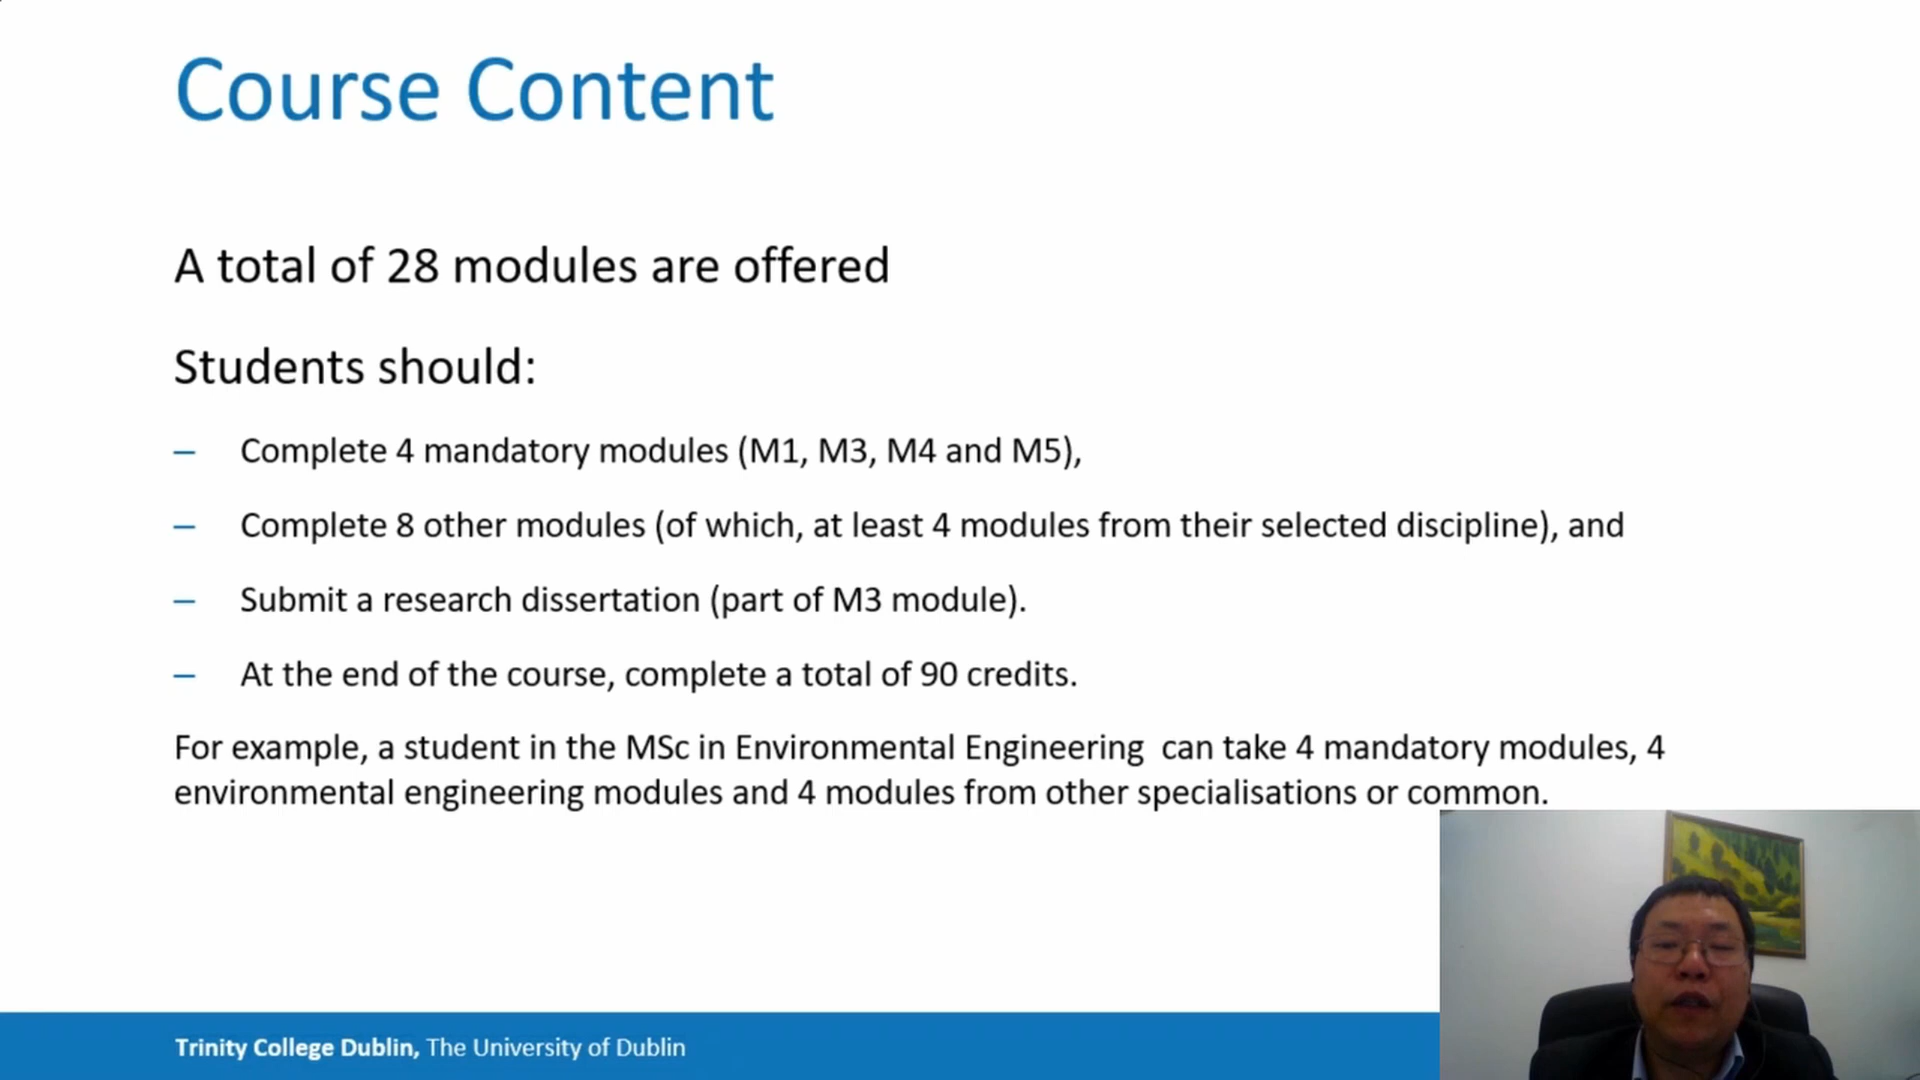 Course Content
A total of 28 modules are offered
Students should:
– Complete 4 mandatory modules (M1, M3, M4 and M5),
– Complete 8 other modules (of which, at least 4 modules from their selected discipline), and
– Submit a research dissertation (part of M3 module).
– At the end of the course, complete a total of 90 credits.
For example, a student in the MSc in Environmental Engineering can take 4 mandatory modules, 4
environmental engineering modules and 4 modules from other specialisations or common.
Trinity College Dublin, The University of Dublin